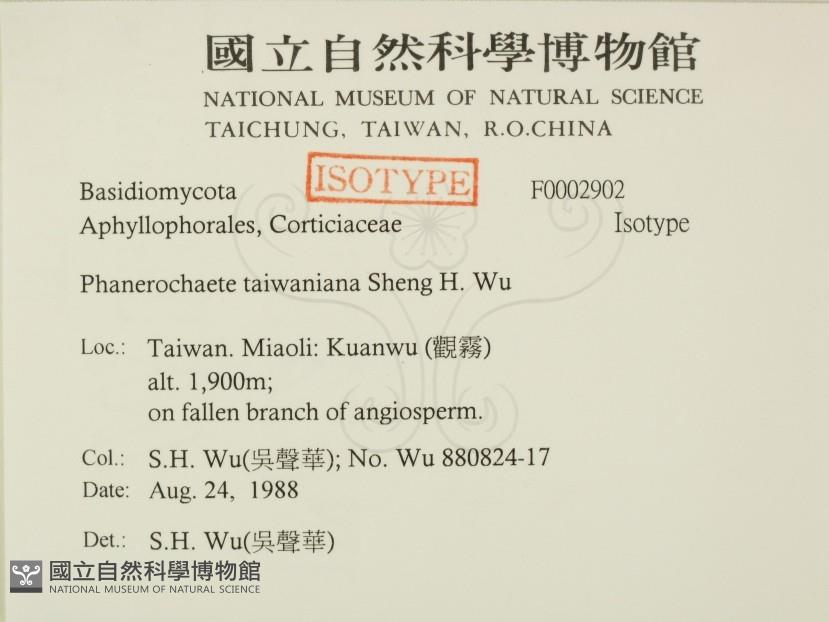 國立自然科學博物館
NATIONAL MUSEUM OF NATURAL SCIENCE
TAICHUNG, TAIWAN, R.O.CHINA
ISOTYPE
Basidiomycota F0002902
Aphyllophorales, Corticiaceae Isotype
Phanerochaete taiwaniana Sheng H. Wu
Loc.: Taiwan. Miaoli: Kuanwu (觀霧)
alt. 1,900m;
on fallen branch of angiosperm.
Col.: S.H. Wu(吳聲華); No. Wu 880824-17
Date: Aug. 24, 1988
Det.: S.H. Wu(吳聲華)
國立自然科學博物館
NATIONAL MUSEUM OF NATURAL SCIENCE